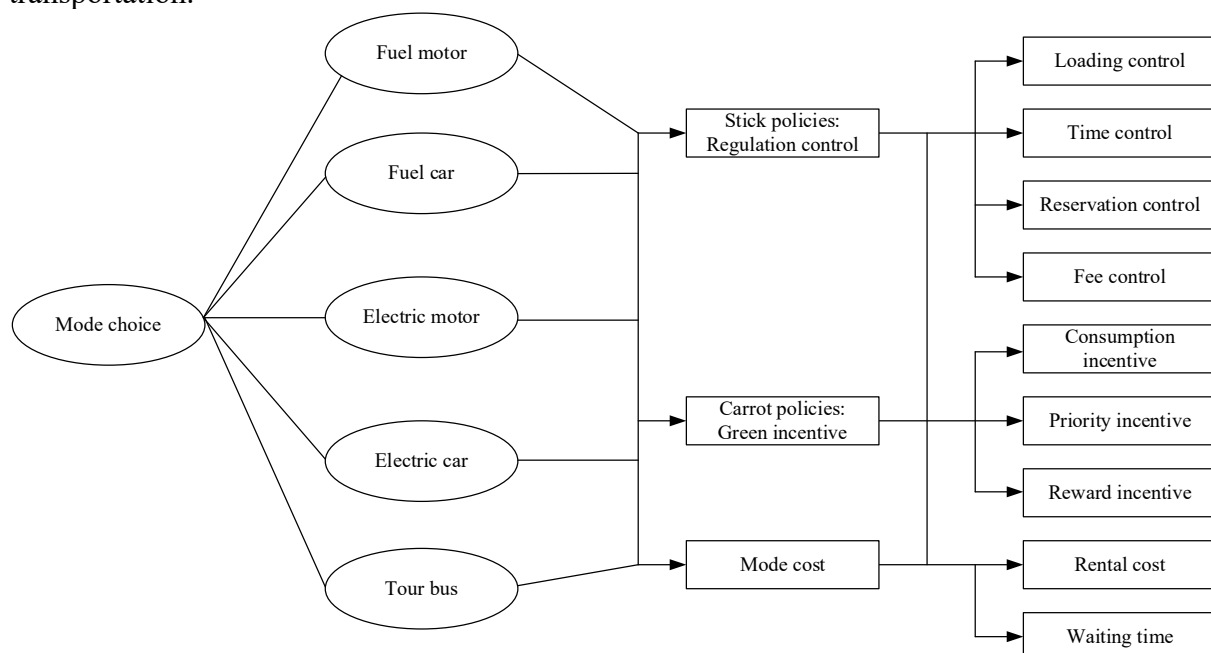 transportation.
Fuel motor
Fuel car
Mode choice
Electric motor
Electric car
Tour bus
Stick policies:
Regulation control
Carrot policies:
Green incentive
Mode cost
Loading control
Time control
Reservation control
Fee control
Consumption
incentive
Priority incentive
Reward incentive
Rental cost
Waiting time